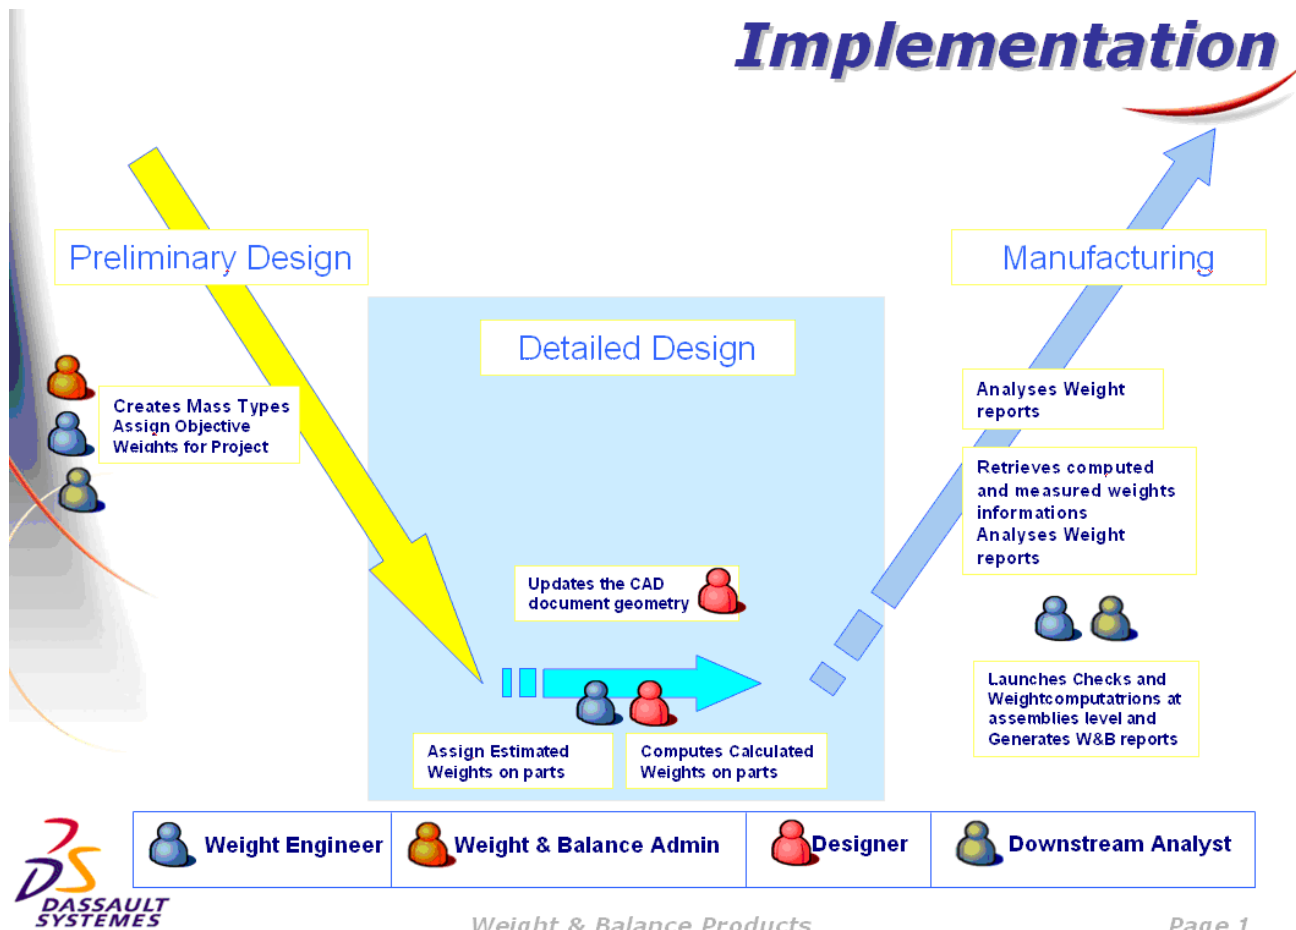 Implementation
Preliminary Design
Manufacturing
Detailed Design
Creates Mass Types
Assign Objective
Weights for Project
Analyses Weight
reports
Retrieves computed
and measured weights
informations
Analyses Weight
reports
Updates the CAD
document geometry
Launches Checks and
Weightcomputatrions at
assemblies level and
Generates W&B reports
Assign Estimated
Weights on parts
Computes Calculated
Weights on parts
Weight Engineer
Weight & Balance Admin
Designer
Downstream Analyst
DASSAULT
SYSTEMES
Weight & Balance Products
Page 1